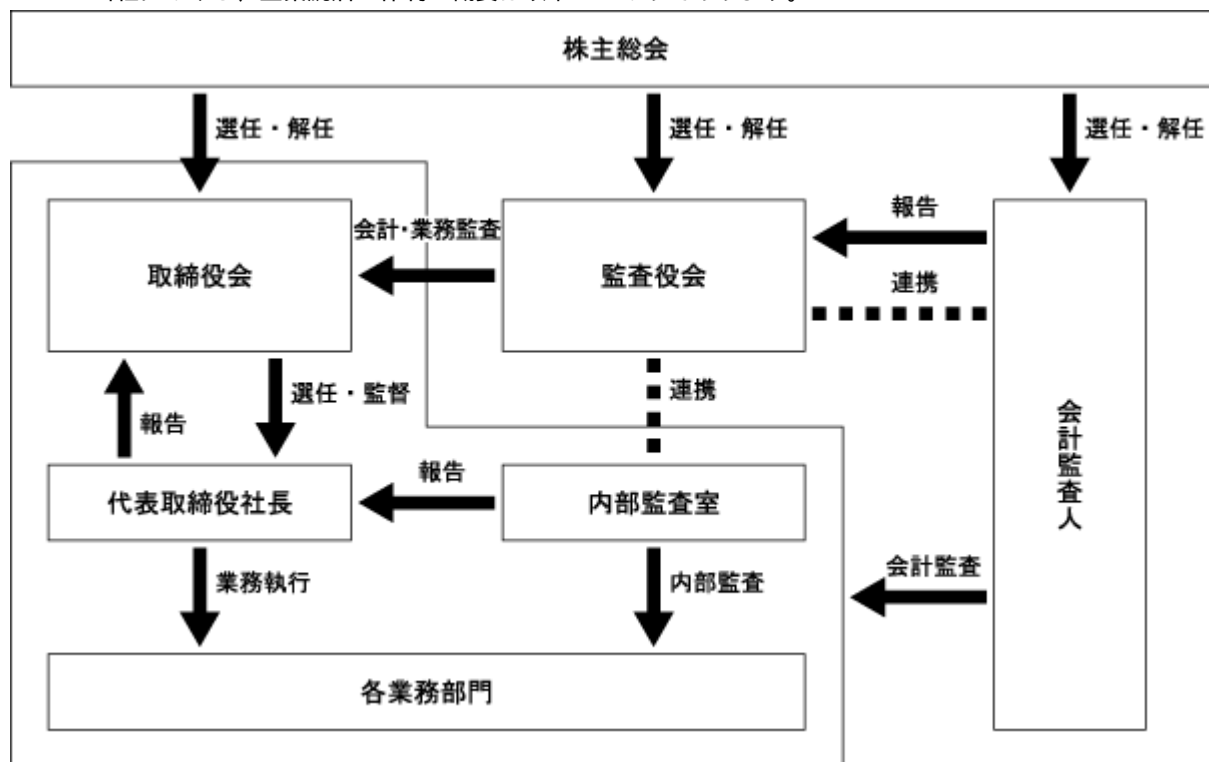 株主総会
選任・解任
選任・解任
選任・解任
取締役会
会計・業務監査
監査役会
報告
連携
報告
選任・監督
連携
会計監査人
代表取締役社長
報告
内部監査室
業務執行
内部監査
会計監査
各業務部門